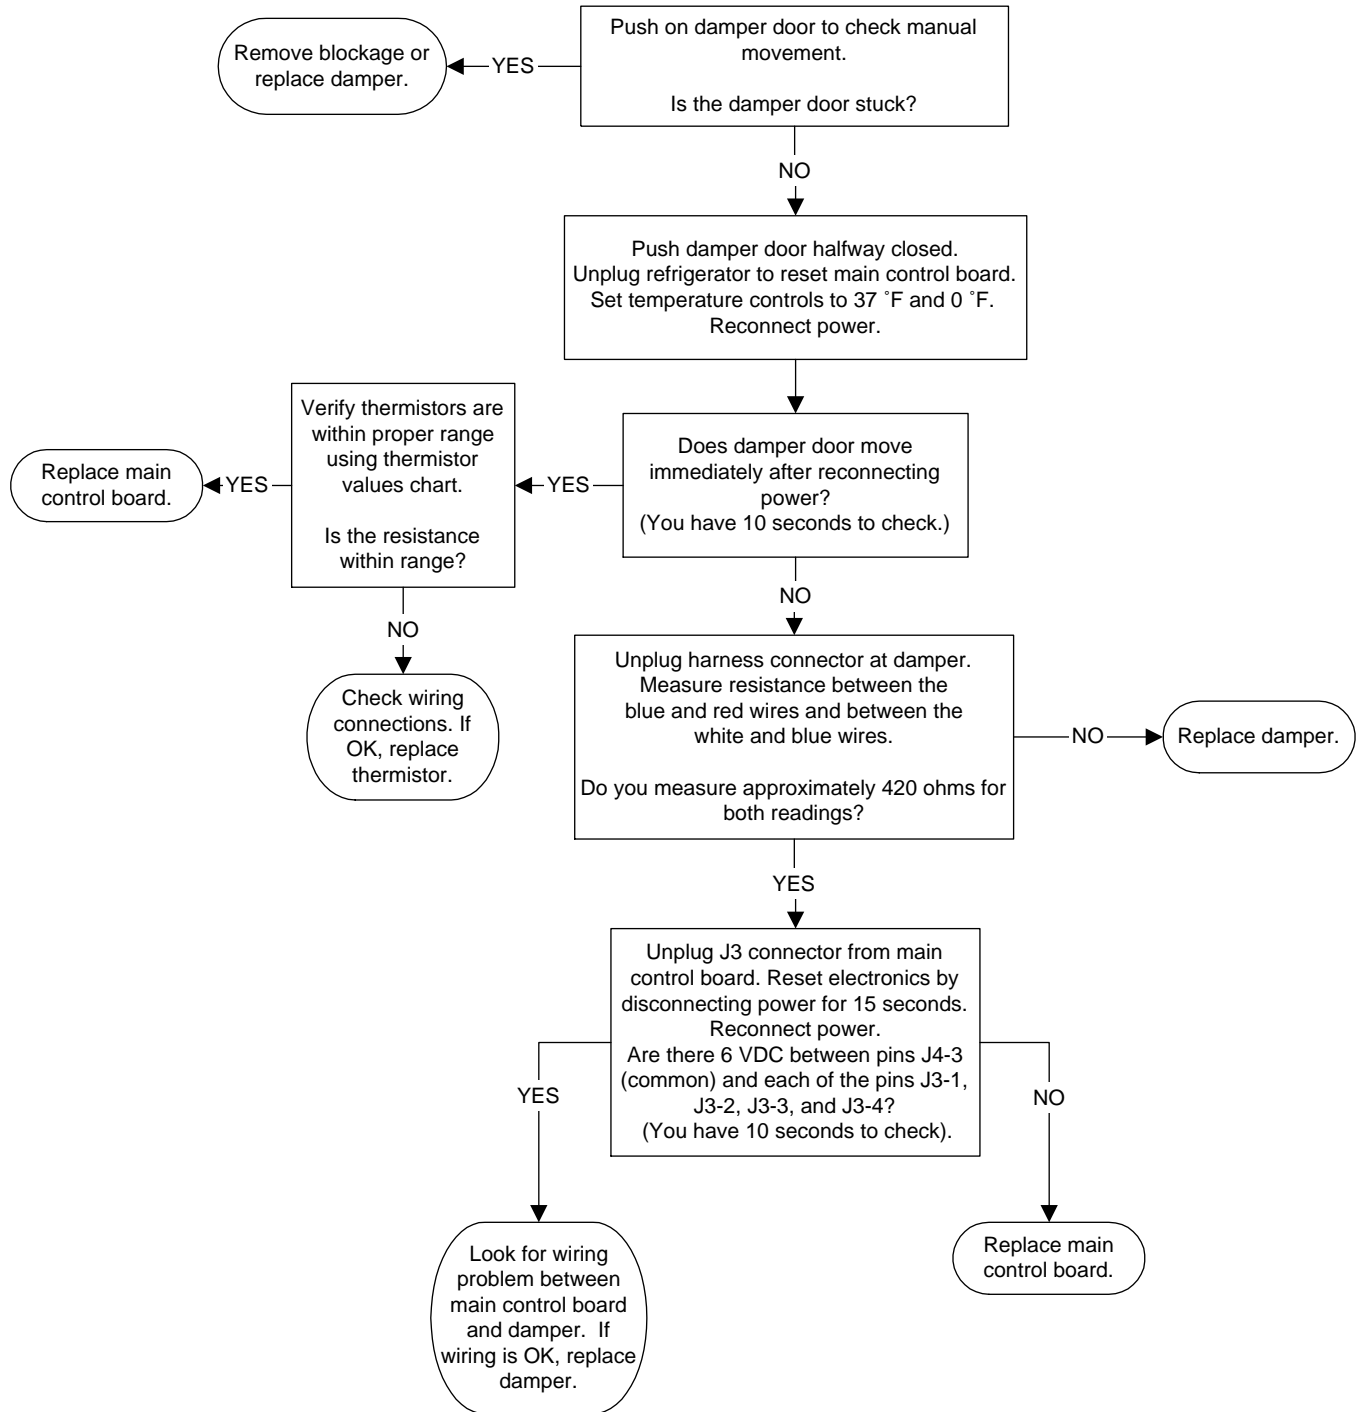 Push on damper door to check manual
movement.
Is the damper door stuck?
YES
Remove blockage or
replace damper.
NO
Push damper door halfway closed.
Unplug refrigerator to reset main control board.
Set temperature controls to 37 ˚F and 0 ˚F.
Reconnect power.
Does damper door move
immediately after reconnecting
power?
(You have 10 seconds to check.)
YES
Verify thermistors are
within proper range
using thermistor
values chart.
Is the resistance
within range?
YES
Replace main
control board.
NO
Check wiring
connections. If
OK, replace
thermistor.
NO
Unplug harness connector at damper.
Measure resistance between the
blue and red wires and between the
white and blue wires.
Do you measure approximately 420 ohms for
both readings?
NO
Replace damper.
YES
Unplug J3 connector from main
control board. Reset electronics by
disconnecting power for 15 seconds.
Reconnect power.
Are there 6 VDC between pins J4-3
(common) and each of the pins J3-1,
J3-2, J3-3, and J3-4?
(You have 10 seconds to check).
YES
Look for wiring
problem between
main control board
and damper. If
wiring is OK, replace
damper.
NO
Replace main
control board.